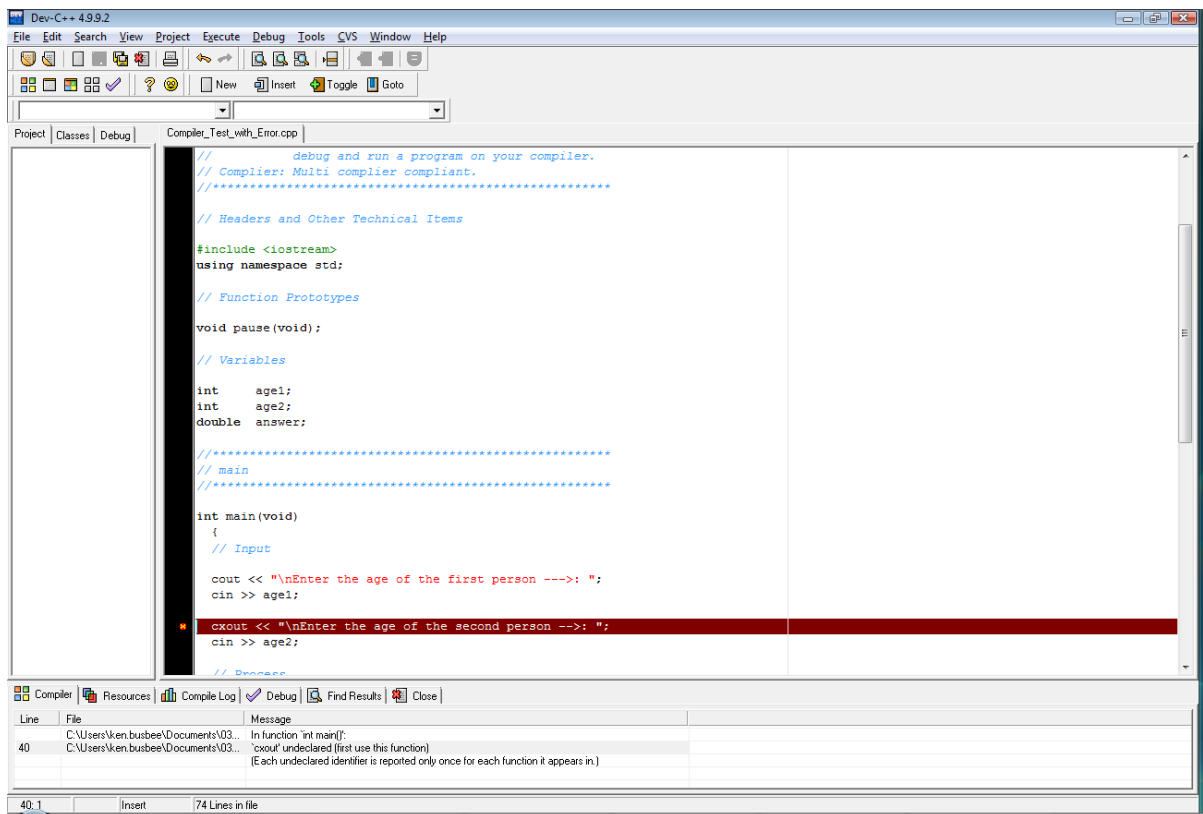 Dev-C++ 4.9.9.2
File Edit Search View Project Execute Debug Tools CVS Window Help
New Insert Toggle Goto
Project Classes Debug Compiler_Test_with_Error.cpp
// debug and run a program on your compiler.
// Complier: Multi complier compliant.
//******************************************************
// Headers and Other Technical Items
#include <iostream>
using namespace std;
// Function Prototypes
void pause(void);
// Variables
int age1;
int age2;
double answer;
//******************************************************
// main
//******************************************************
int main(void)
{
// Input
cout << "\nEnter the age of the first person --->: ";
cin >> age1;
cxout << "\nEnter the age of the second person -->: ";
cin >> age2;
// Process
Compiler Resources Compile Log Debug Find Results Close
Line File Message
C:\Users\ken.busbee\Documents\03... In function `int main()':
40 C:\Users\ken.busbee\Documents\03... `cxout' undeclared (first use this function)
(Each undeclared identifier is reported only once for each function it appears in.)
40: 1 Insert 74 Lines in file